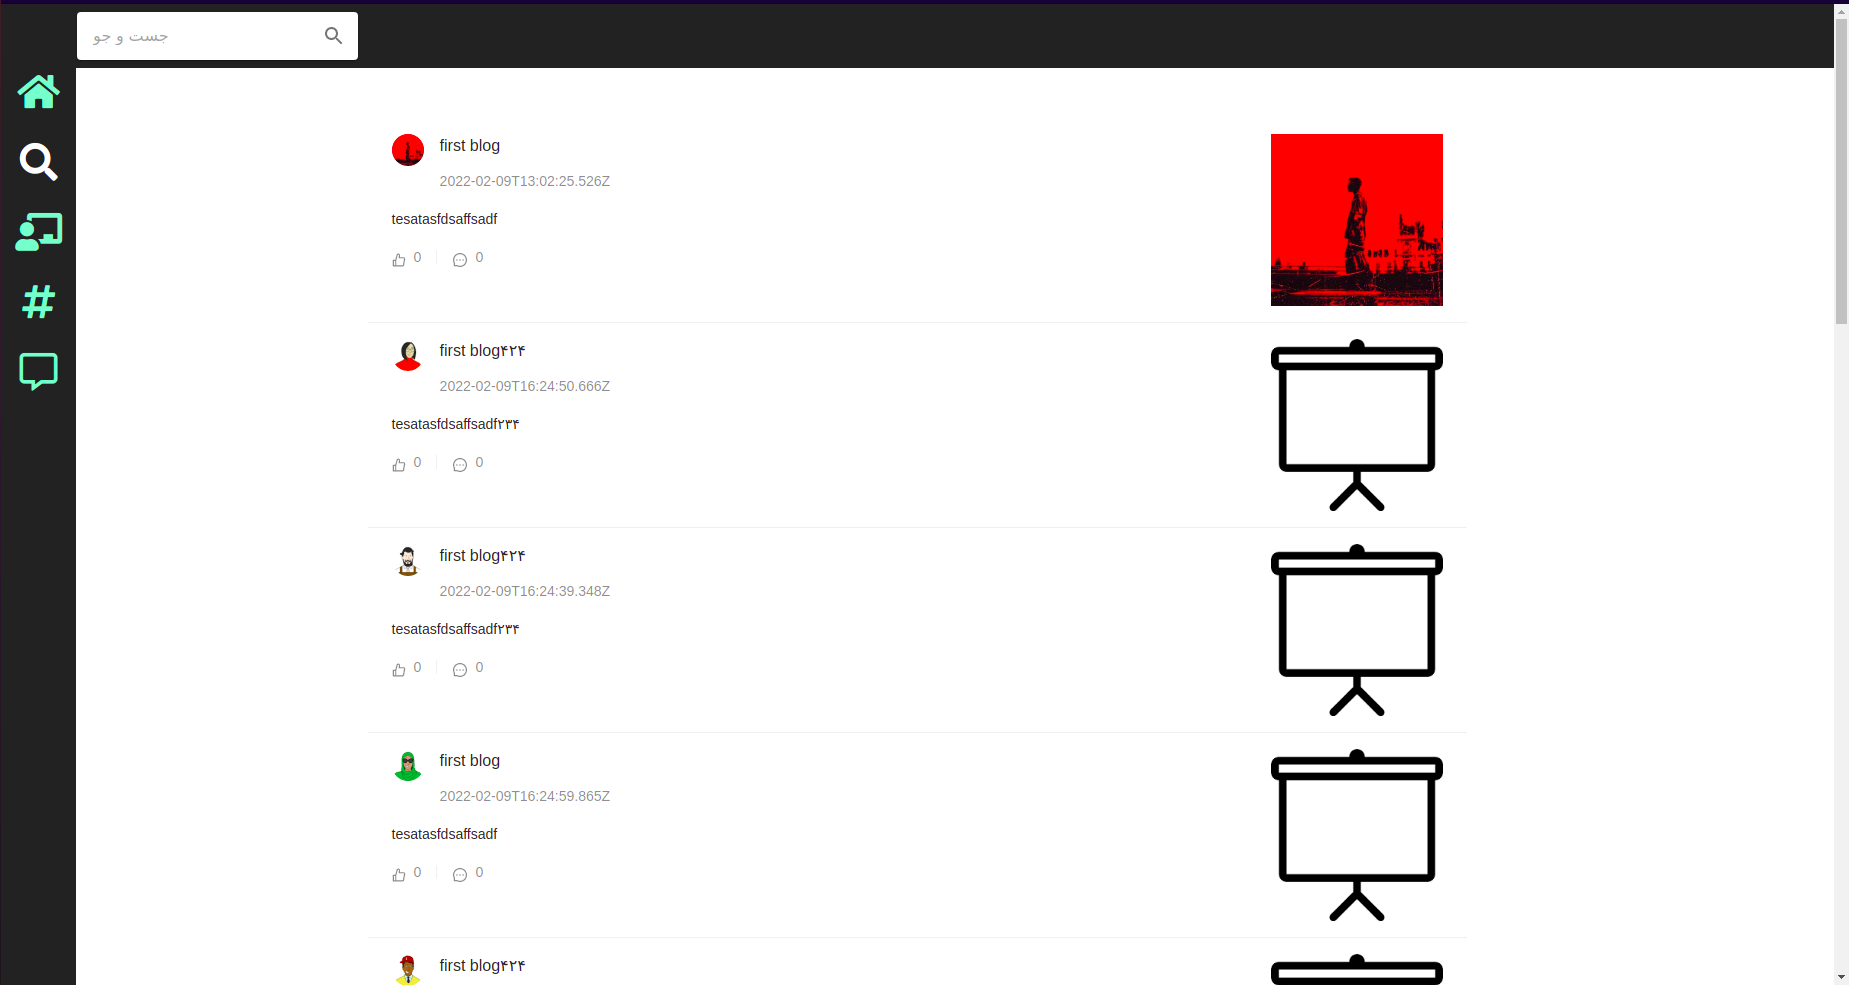 جست و جو
first blog
2022-02-09T13:02:25.526Z
tesatasfdsaffsadf
0 0
first blog۴۲۴
2022-02-09T16:24:50.666Z
tesatasfdsaffsadf۲۳۴
0 0
first blog۴۲۴
2022-02-09T16:24:39.348Z
tesatasfdsaffsadf۲۳۴
0 0
first blog
2022-02-09T16:24:59.865Z
tesatasfdsaffsadf
0 0
first blog۴۲۴